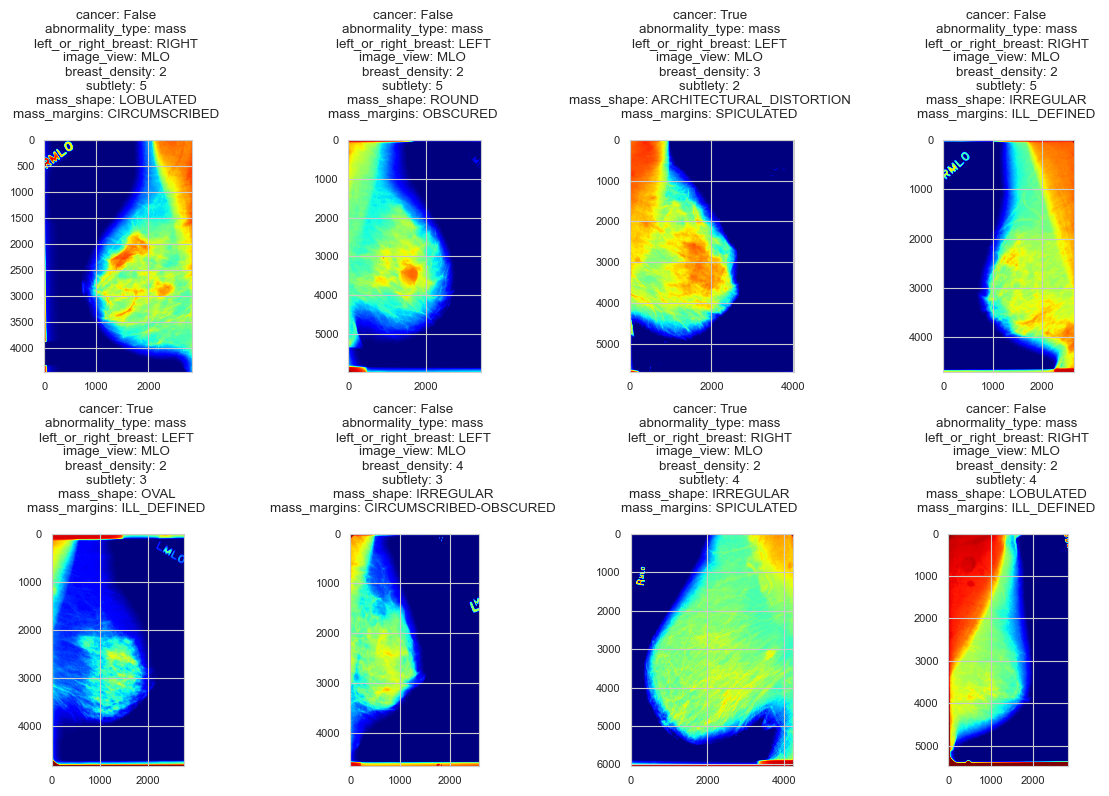 cancer: False
abnormality_type: mass
left_or_right_breast: RIGHT
image_view: MLO
breast_density: 2
subtlety: 5
mass_shape: LOBULATED
mass_margins: CIRCUMSCRIBED
RMLO
0
500
1000
1500
2000
2500
3000
3500
4000
0 1000 2000
cancer: False
abnormality_type: mass
left_or_right_breast: LEFT
image_view: MLO
breast_density: 2
subtlety: 5
mass_shape: ROUND
mass_margins: OBSCURED
0
1000
2000
3000
4000
5000
0 2000
cancer: True
abnormality_type: mass
left_or_right_breast: LEFT
image_view: MLO
breast_density: 3
subtlety: 2
mass_shape: ARCHITECTURAL_DISTORTION
mass_margins: SPICULATED
0
1000
2000
3000
4000
5000
0 2000 4000
cancer: False
abnormality_type: mass
left_or_right_breast: RIGHT
image_view: MLO
breast_density: 2
subtlety: 5
mass_shape: IRREGULAR
mass_margins: ILL_DEFINED
RMLO
0
1000
2000
3000
4000
0 1000 2000
cancer: True
abnormality_type: mass
left_or_right_breast: LEFT
image_view: MLO
breast_density: 2
subtlety: 3
mass_shape: OVAL
mass_margins: ILL_DEFINED
LMLO
0
1000
2000
3000
4000
0 1000 2000
cancer: False
abnormality_type: mass
left_or_right_breast: LEFT
image_view: MLO
breast_density: 4
subtlety: 3
mass_shape: IRREGULAR
mass_margins: CIRCUMSCRIBED-OBSCURED
0
1000
2000
3000
4000
0 1000 2000
cancer: True
abnormality_type: mass
left_or_right_breast: RIGHT
image_view: MLO
breast_density: 2
subtlety: 4
mass_shape: IRREGULAR
mass_margins: SPICULATED
RMLO
0
1000
2000
3000
4000
5000
6000
0 2000 4000
cancer: False
abnormality_type: mass
left_or_right_breast: RIGHT
image_view: MLO
breast_density: 2
subtlety: 4
mass_shape: LOBULATED
mass_margins: ILL_DEFINED
0
1000
2000
3000
4000
5000
0 1000 2000